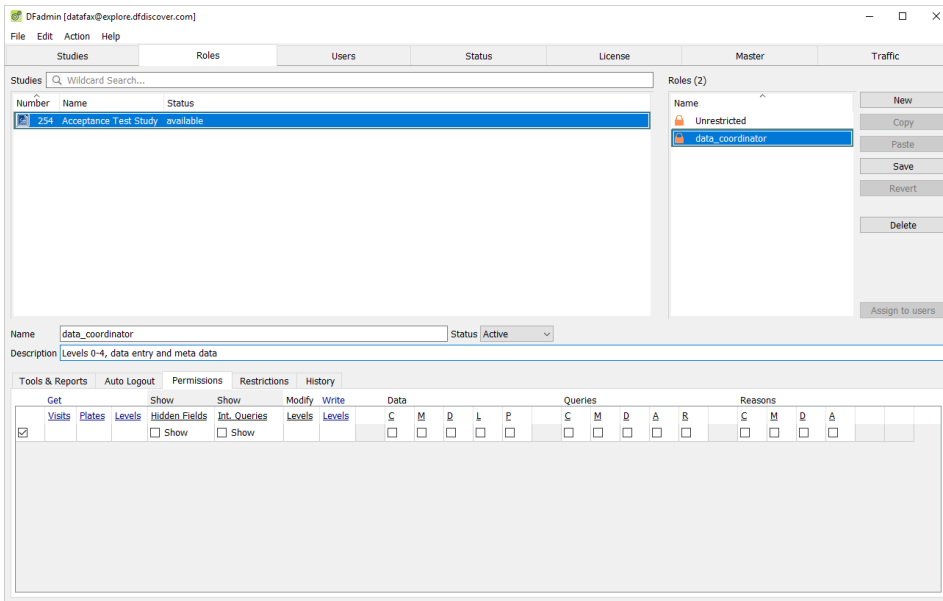 DFadmin [datafax@explore.dfdiscover.com]
File Edit Action Help
Studies Roles Users Status License Master Traffic
Studies Wildcard Search... Roles (2)
Number Name Status Name New
254 Acceptance Test Study available Unrestricted Copy
data_coordinator Paste
Save
Revert
Delete
Assign to users
Name data_coordinator Status Active
Description Levels 0-4, data entry and meta data
Tools & Reports Auto Logout Permissions Restrictions History
Get Show Show Modify Write Data Queries Reasons
Visits Plates Levels Hidden Fields Int. Queries Levels Levels C M D L P C M D A R C M D A
Show Show